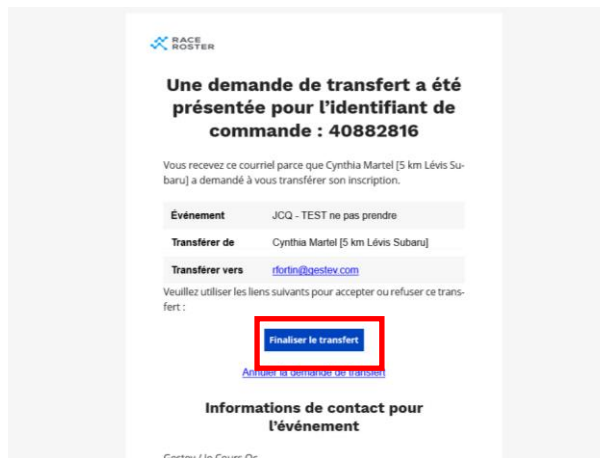 RACE
ROSTER
Une demande de transfert a été
présentée pour l'identifiant de
commande : 40882816
Vous recevez ce courriel parce que Cynthia Martel [5 km Lévis Su-
baru] a demandé à vous transférer son inscription.
Événement JCQ - TEST ne pas prendre
Transférer de Cynthia Martel [5 km Lévis Subaru]
Transférer vers rfortin@gestev.com
Veuillez utiliser les liens suivants pour accepter ou refuser ce trans-
fert :
Finaliser le transfert
Annuler la demande de transfert
Informations de contact pour
l'événement